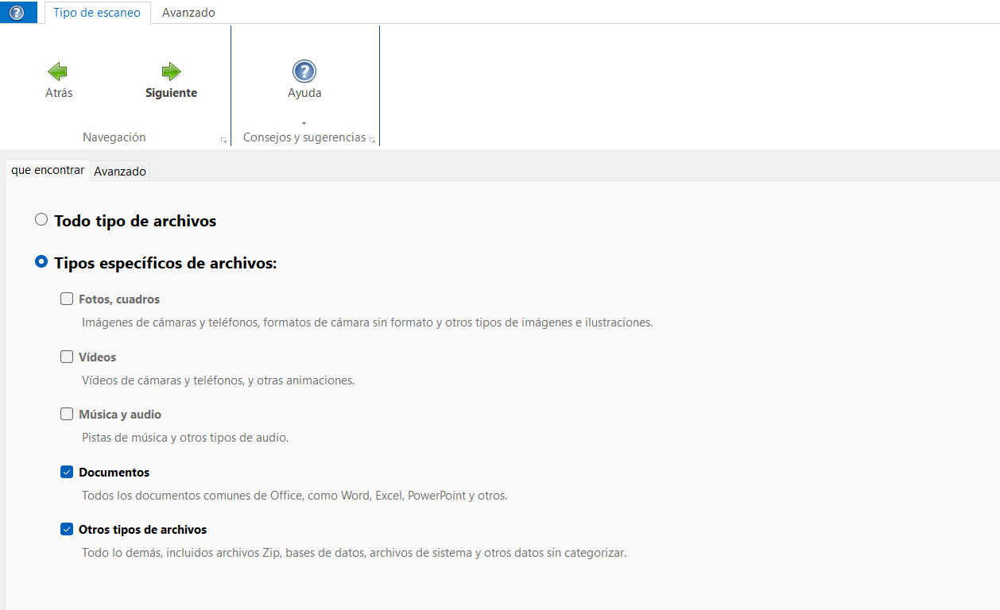 Tipo de escaneo Avanzado
Atrás Siguiente Ayuda
Navegación Consejos y sugerencias
que encontrar Avanzado
Todo tipo de archivos
Tipos específicos de archivos:
Fotos, cuadros
Imágenes de cámaras y teléfonos, formatos de cámara sin formato y otros tipos de imágenes e ilustraciones.
Vídeos
Vídeos de cámaras y teléfonos, y otras animaciones.
Música y audio
Pistas de música y otros tipos de audio.
Documentos
Todos los documentos comunes de Office, como Word, Excel, PowerPoint y otros.
Otros tipos de archivos
Todo lo demás, incluidos archivos Zip, bases de datos, archivos de sistema y otros datos sin categorizar.